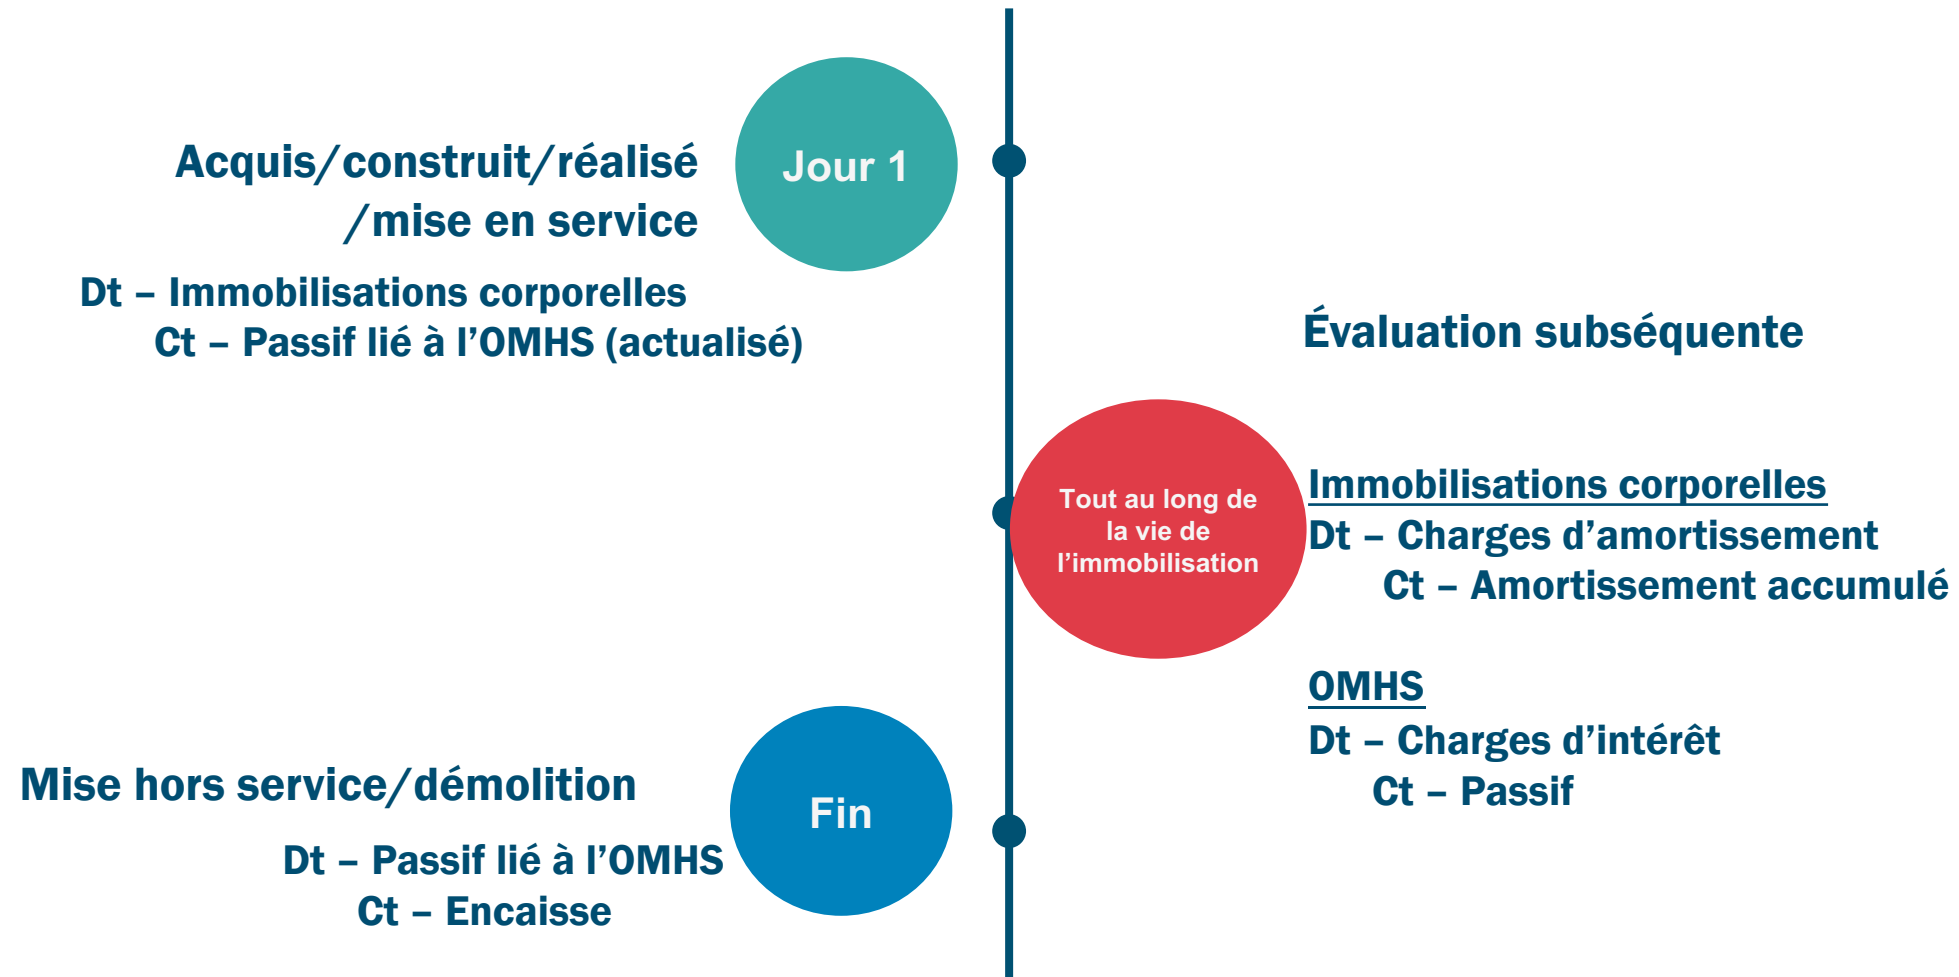 Acquis/construit/réalisé
/mise en service
Jour 1
Dt – Immobilisations corporelles
Ct – Passif lié à l’OMHS (actualisé)
Évaluation subséquente
Tout au long de
la vie de
l’immobilisation
Immobilisations corporelles
Dt – Charges d’amortissement
Ct – Amortissement accumulé
OMHS
Dt – Charges d’intérêt
Ct – Passif
Mise hors service/démolition
Fin
Dt – Passif lié à l’OMHS
Ct – Encaisse